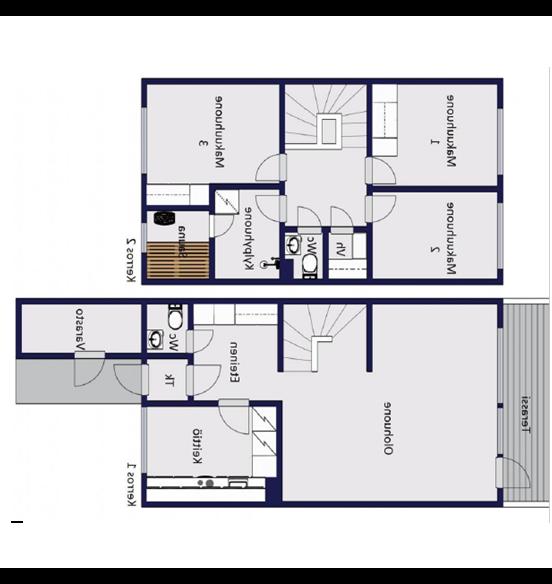 Kerros 2
Makuuhuone
3
Makuuhuone
1
Sauna
Kylpyhuone
Wc
Vh
Makuuhuone
2
Kerros 1
Varasto
Wc
Tk
Eteinen
Keittiö
Olohuone
Terassi